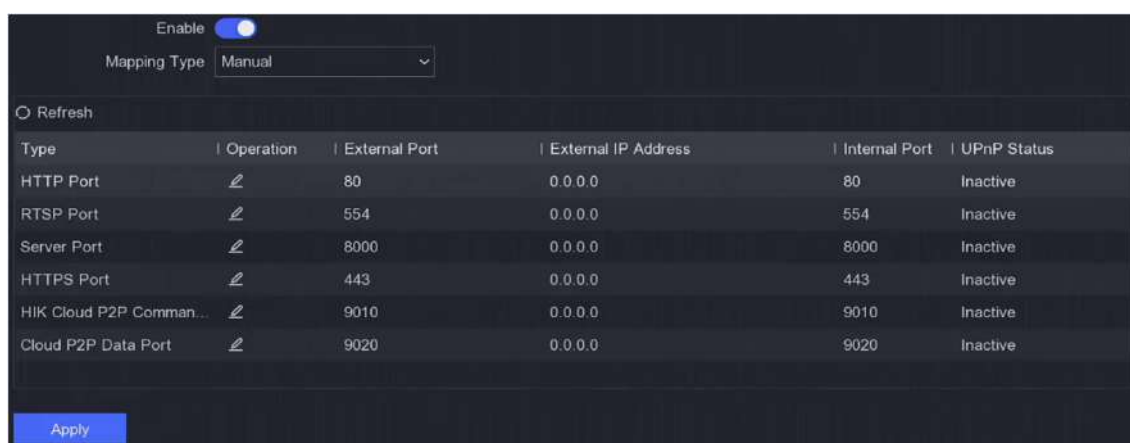 Enable
Mapping Type Manual
Refresh
Type Operation External Port External IP Address Internal Port UPnP Status
HTTP Port 80 0.0.0.0 80 Inactive
RTSP Port 554 0.0.0.0 554 Inactive
Server Port 8000 0.0.0.0 8000 Inactive
HTTPS Port 443 0.0.0.0 443 Inactive
HIK Cloud P2P Comman... 9010 0.0.0.0 9010 Inactive
Cloud P2P Data Port 9020 0.0.0.0 9020 Inactive
Apply